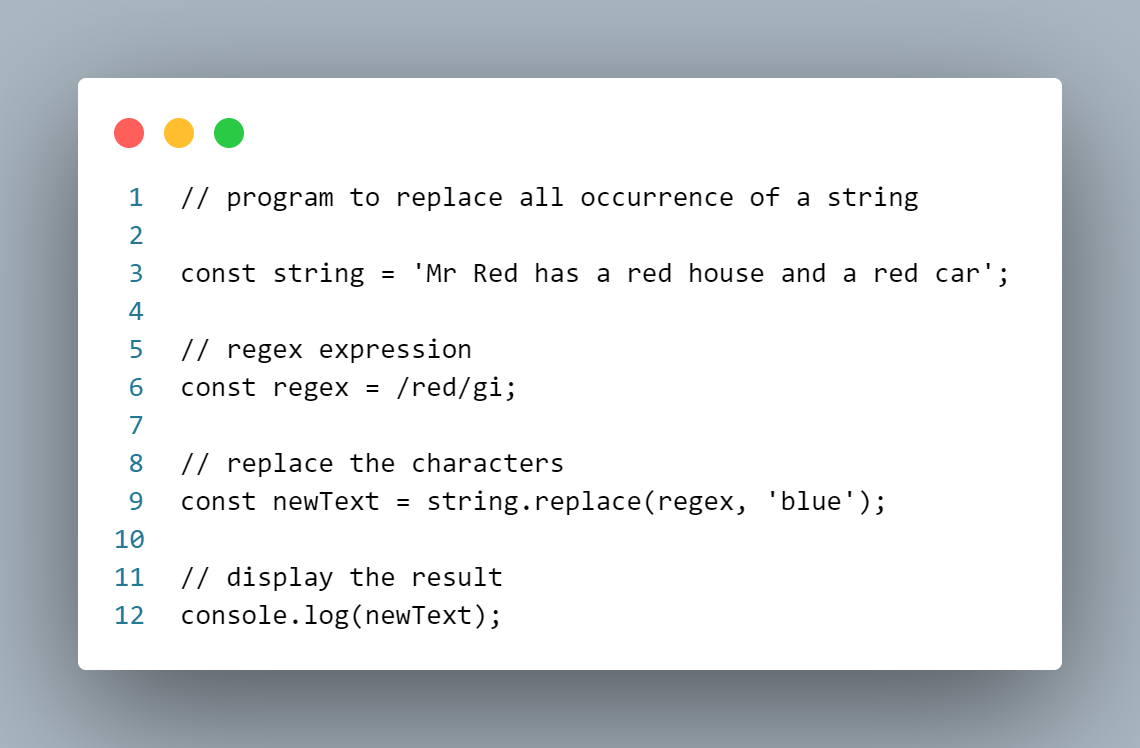 1 // program to replace all occurrence of a string
2
3 const string = 'Mr Red has a red house and a red car';
4
5 // regex expression
6 const regex = /red/gi;
7
8 // replace the characters
9 const newText = string.replace(regex, 'blue');
10
11 // display the result
12 console.log(newText);